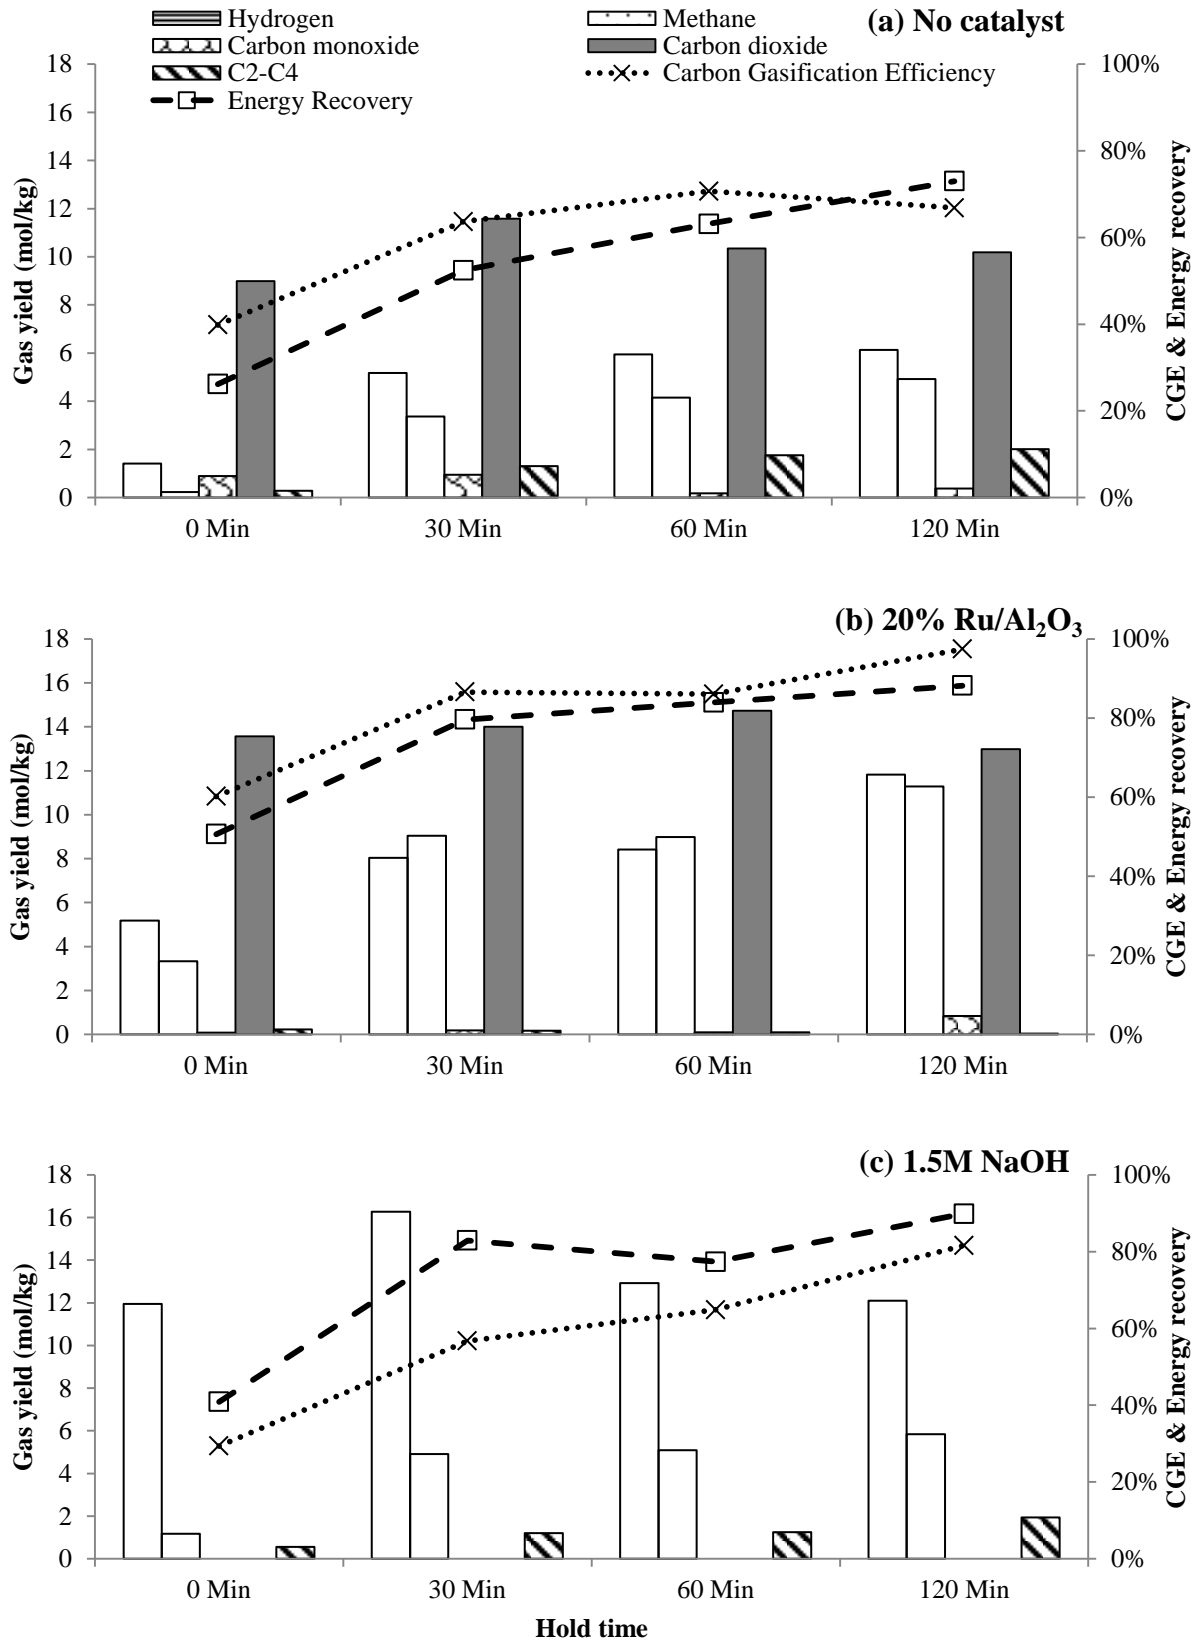 Hydrogen
Methane
(a) No catalyst
Carbon monoxide
Carbon dioxide
C2-C4
Carbon Gasification Efficiency
Energy Recovery
Gas yield (mol/kg)
18
16
14
12
10
8
6
4
2
0
100%
80%
60%
40%
20%
0%
CGE & Energy recovery
0 Min
30 Min
60 Min
120 Min
(b) 20% Ru/Al₂O₃
Gas yield (mol/kg)
18
16
14
12
10
8
6
4
2
0
100%
80%
60%
40%
20%
0%
CGE & Energy recovery
0 Min
30 Min
60 Min
120 Min
(c) 1.5M NaOH
Gas yield (mol/kg)
18
16
14
12
10
8
6
4
2
0
100%
80%
60%
40%
20%
0%
CGE & Energy recovery
0 Min
30 Min
60 Min
120 Min
Hold time